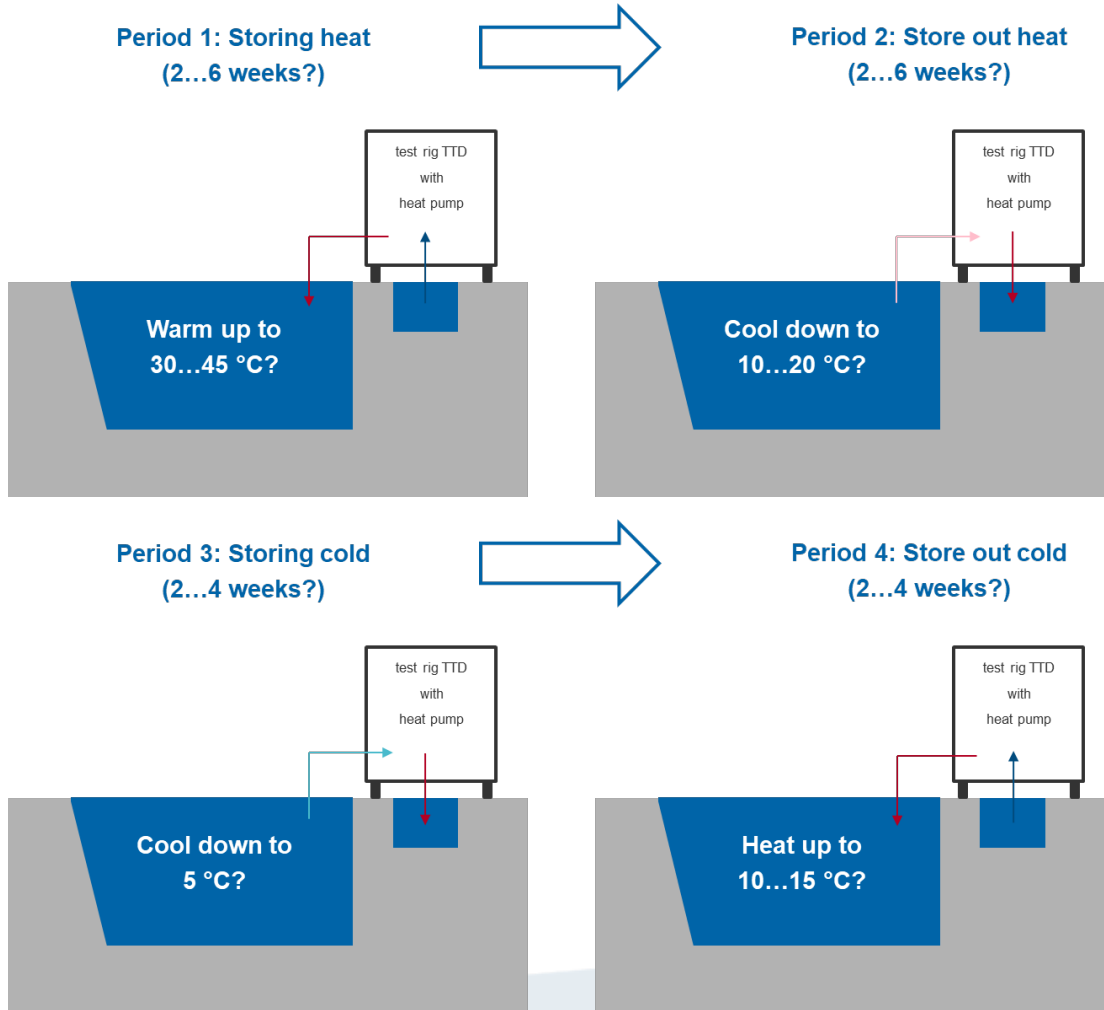 Period 1: Storing heat
(2…6 weeks?)
Period 2: Store out heat
(2…6 weeks?)
test rig TTD
with
heat pump
test rig TTD
with
heat pump
Warm up to
30…45 °C?
Cool down to
10…20 °C?
Period 3: Storing cold
(2…4 weeks?)
Period 4: Store out cold
(2…4 weeks?)
test rig TTD
with
heat pump
test rig TTD
with
heat pump
Cool down to
5 °C?
Heat up to
10…15 °C?